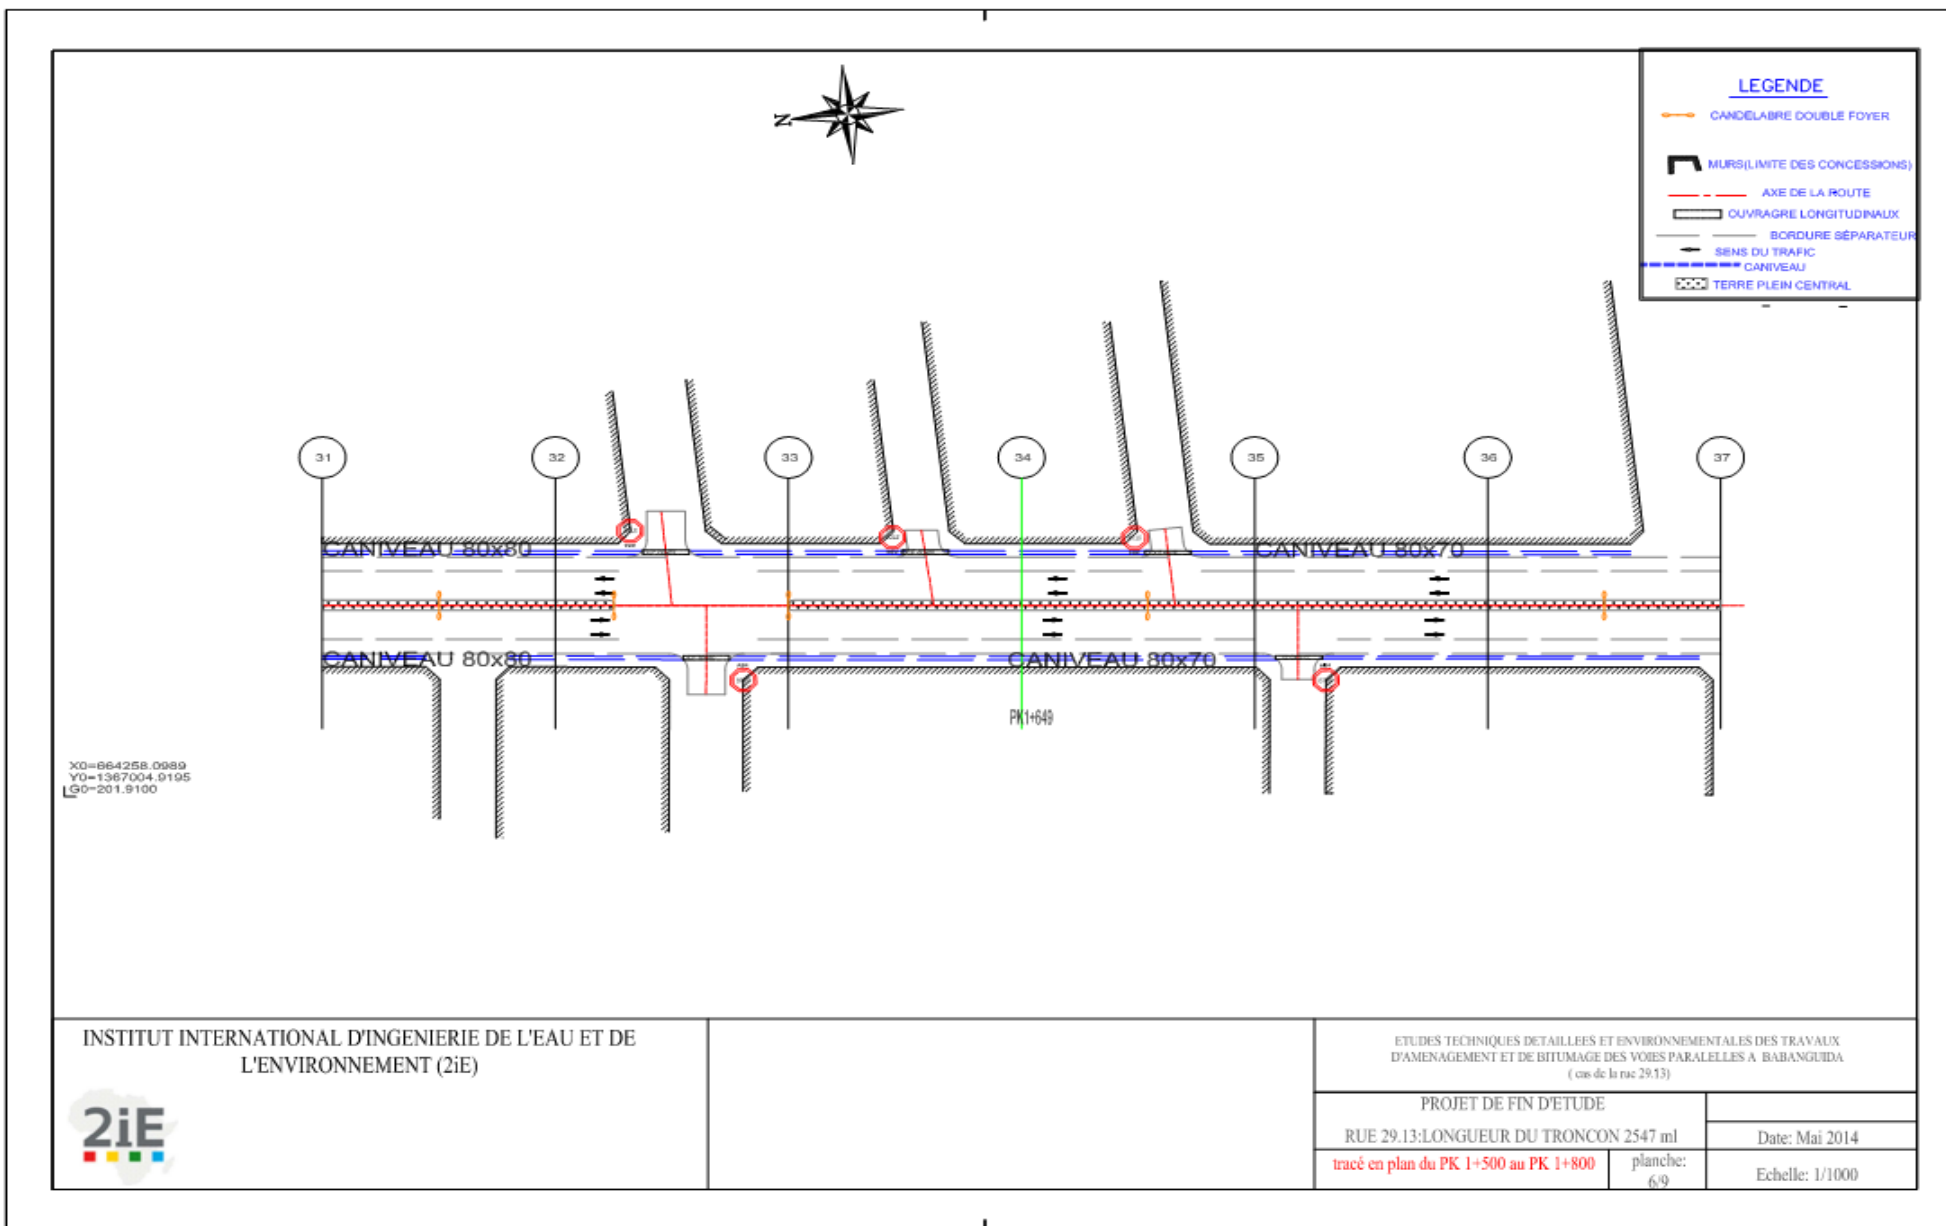 N
LEGENDE
CANDELABRE DOUBLE FOYER
MURS(LIMITE DES CONCESSIONS)
AXE DE LA ROUTE
OUVRAGRE LONGITUDINAUX
BORDURE SÉPARATEUR
SENS DU TRAFIC
CANIVEAU
TERRE PLEIN CENTRAL
31
32
33
34
35
36
37
CANIVEAU 80x80
CANIVEAU 80x70
CANIVEAU 80x80
CANIVEAU 80x70
PK1+649
X0=664258.0989
Y0=1367004.9195
G0=201.9100
INSTITUT INTERNATIONAL D'INGENIERIE DE L'EAU ET DE
L'ENVIRONNEMENT (2iE)
2iE
ETUDES TECHNIQUES DETAILLEES ET ENVIRONNEMENTALES DES TRAVAUX
D'AMENAGEMENT ET DE BITUMAGE DES VOIES PARALELLES A BABANGUIDA
( cas de la rue 29.13)
PROJET DE FIN D'ETUDE
RUE 29.13:LONGUEUR DU TRONCON 2547 ml
Date: Mai 2014
tracé en plan du PK 1+500 au PK 1+800
planche:
6/9
Echelle: 1/1000